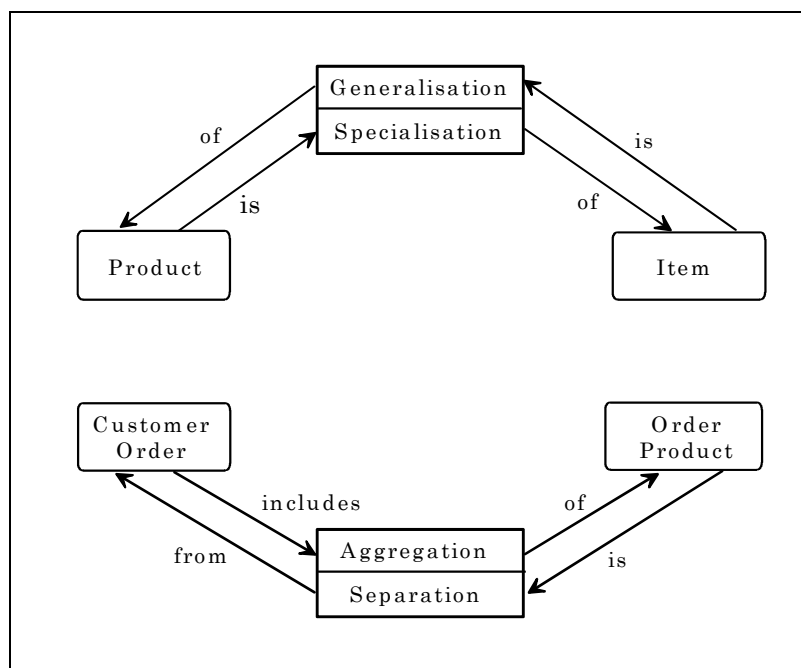 Generalisation
Specialisation
of
is
is
of
Product
Item
Customer
Order
Order
Product
includes
of
from
Aggregation
is
Separation